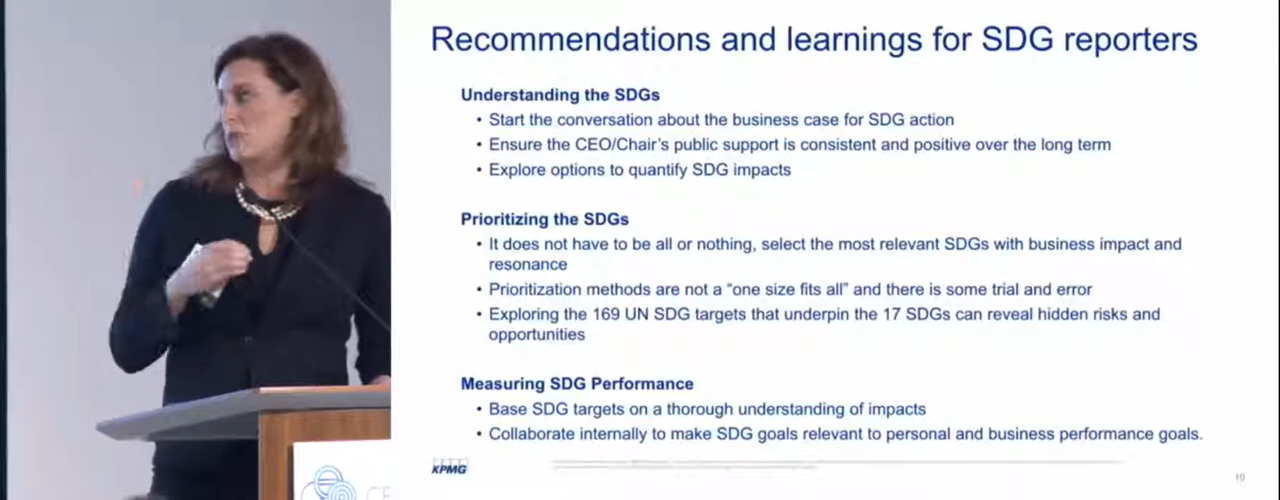 Recommendations and learnings for SDG reporters
Understanding the SDGs
• Start the conversation about the business case for SDG action
• Ensure the CEO/Chair's public support is consistent and positive over the long term
• Explore options to quantify SDG impacts
Prioritizing the SDGs
• It does not have to be all or nothing, select the most relevant SDGs with business impact and
resonance
• Prioritization methods are not a “one size fits all” and there is some trial and error
• Exploring the 169 UN SDG targets that underpin the 17 SDGs can reveal hidden risks and
opportunities
Measuring SDG Performance
• Base SDG targets on a thorough understanding of impacts
• Collaborate internally to make SDG goals relevant to personal and business performance goals.
KPMG